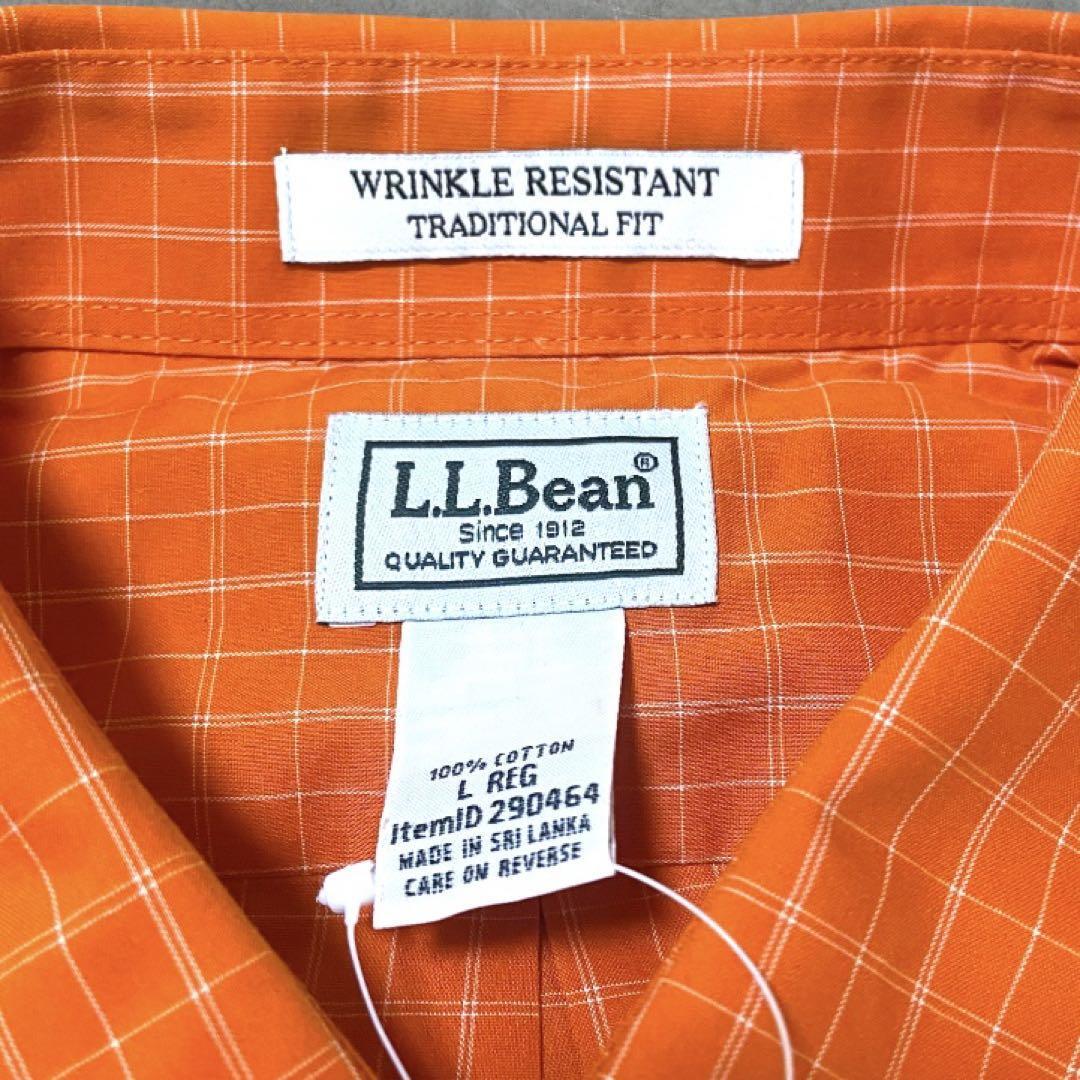 WRINKLE RESISTANT
TRADITIONAL FIT
L.L.Bean®
Since 1912
QUALITY GUARANTEED
100% COTTON
L REG
ItemID 290464
MADE IN SRI LANKA
CARE ON REVERSE